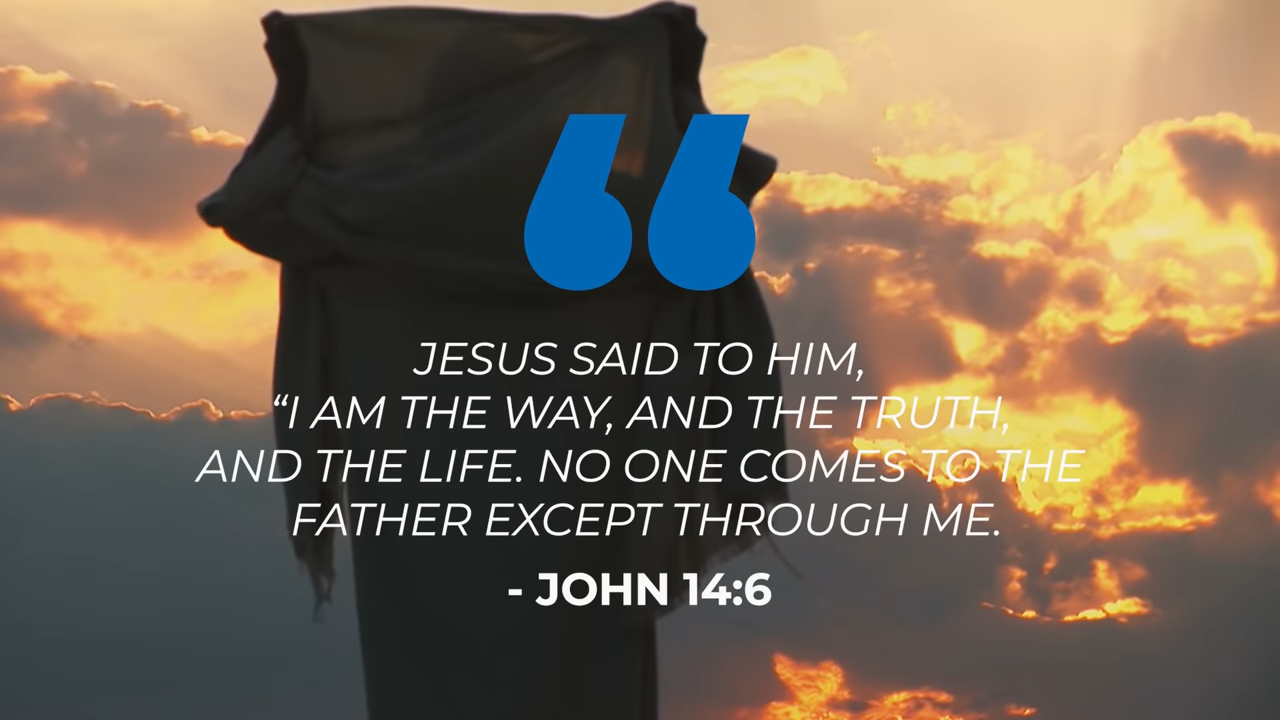 “
JESUS SAID TO HIM,
“I AM THE WAY, AND THE TRUTH,
AND THE LIFE. NO ONE COMES TO THE
FATHER EXCEPT THROUGH ME.
- JOHN 14:6